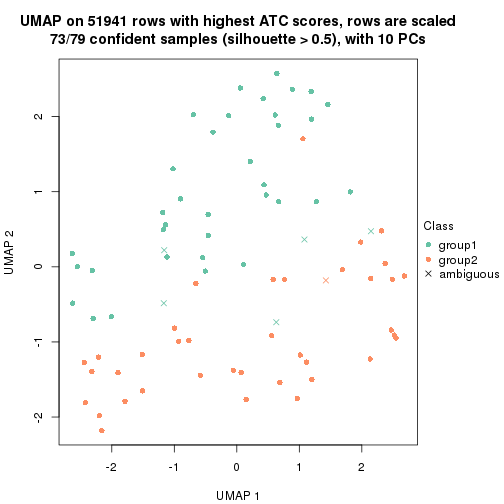 UMAP on 51941 rows with highest ATC scores, rows are scaled
73/79 confident samples (silhouette > 0.5), with 10 PCs
2
1
0
-1
-2
UMAP 2
-2
-1
0
1
2
UMAP 1
Class
group1
group2
ambiguous